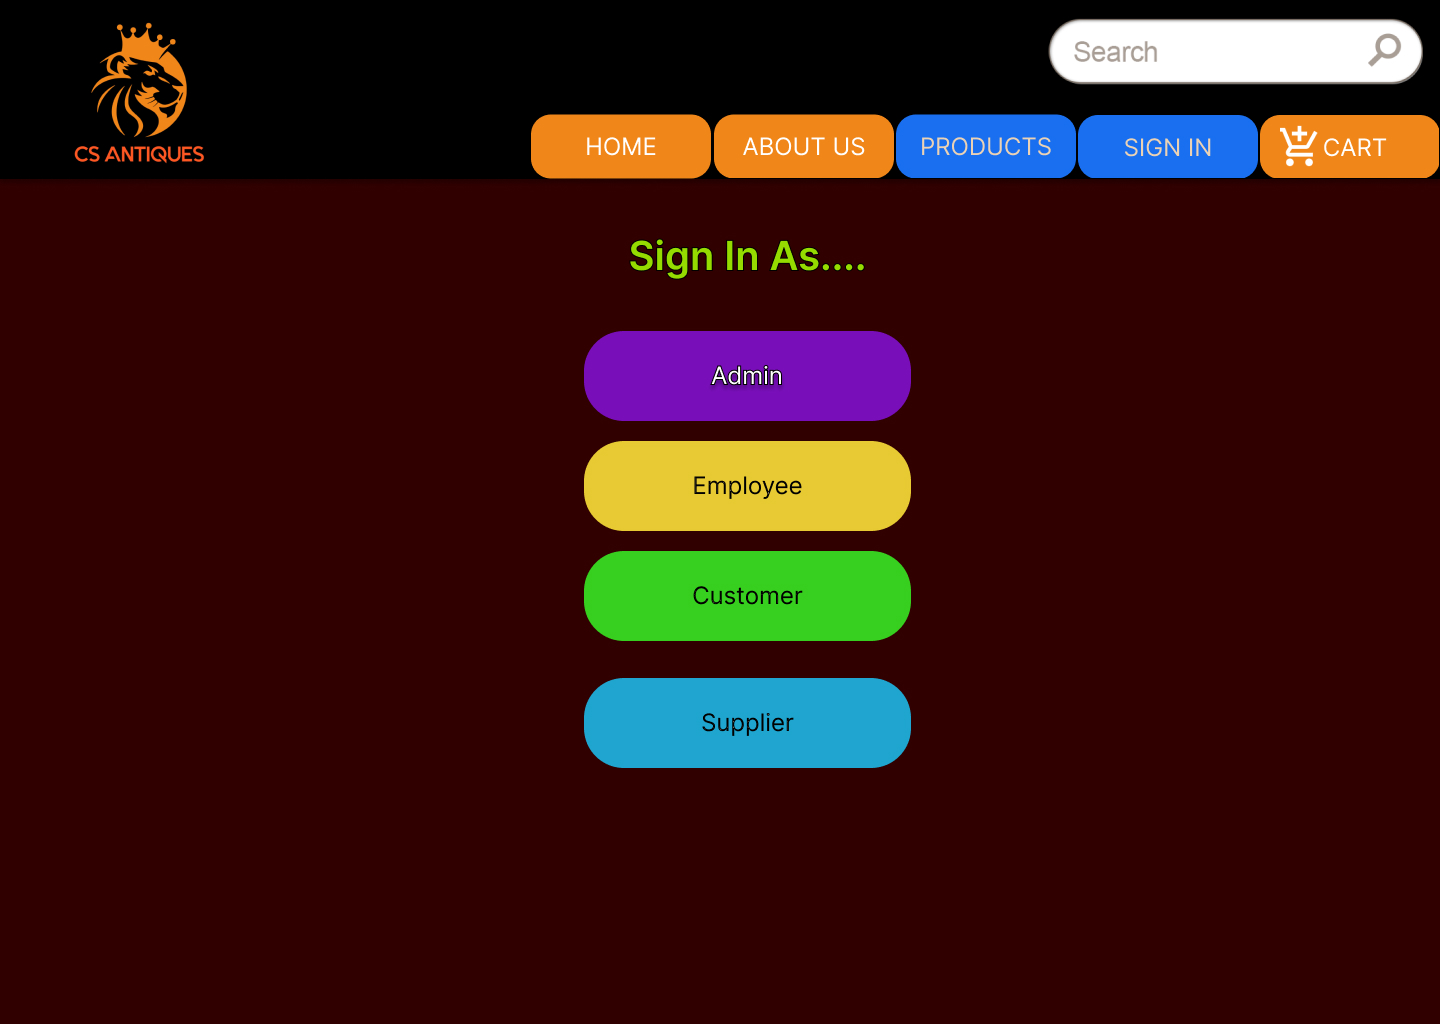 CS ANTIQUES
Search
HOME
ABOUT US
PRODUCTS
SIGN IN
CART
Sign In As....
Admin
Employee
Customer
Supplier